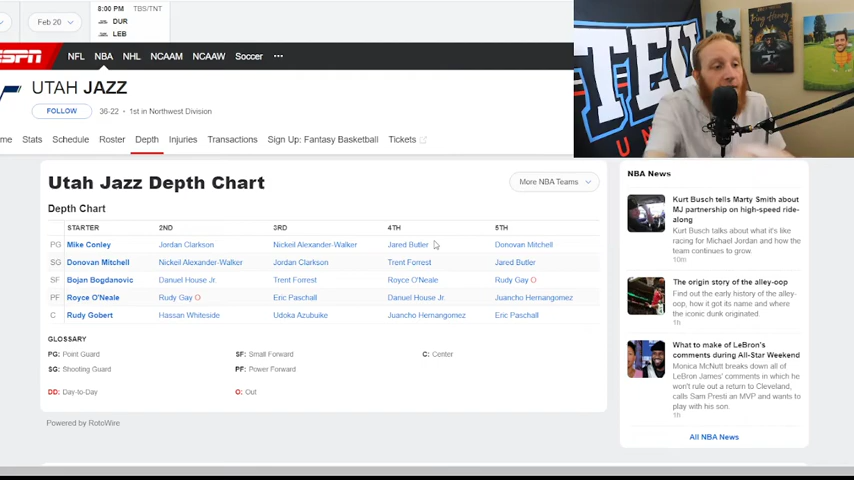 8:00 PM TBS/TNT
Feb 20
DUR
LEB
ESPN
NFL NBA NHL NCAAM NCAAW Soccer •••
UTAH JAZZ
FOLLOW 36-22 • 1st in Northwest Division
me Stats Schedule Roster Depth Injuries Transactions Sign Up: Fantasy Basketball Tickets
Utah Jazz Depth Chart
More NBA Teams
Depth Chart
STARTER 2ND 3RD 4TH 5TH
PG Mike Conley Jordan Clarkson Nickeil Alexander-Walker Jared Butler Donovan Mitchell
SG Donovan Mitchell Nickeil Alexander-Walker Jordan Clarkson Trent Forrest Jared Butler
SF Bojan Bogdanovic Danuel House Jr. Trent Forrest Royce O'Neale Rudy Gay O
PF Royce O'Neale Rudy Gay O Eric Paschall Danuel House Jr. Juancho Hernangomez
C Rudy Gobert Hassan Whiteside Udoka Azubuike Juancho Hernangomez Eric Paschall
GLOSSARY
PG: Point Guard SF: Small Forward C: Center
SG: Shooting Guard PF: Power Forward
DD: Day-to-Day O: Out
Powered by RotoWire
NBA News
Kurt Busch tells Marty Smith about
MJ partnership on high-speed ride-
along
Kurt Busch talks about what it's like
racing for Michael Jordan and how the
team continues to grow.
10m
The origin story of the alley-oop
Find out the early history of the alley-
oop, how it got its name and where
the iconic dunk originated.
1h
What to make of LeBron's
comments during All-Star Weekend
Monica McNutt breaks down all of
LeBron James' comments in which he
won't rule out a return to Cleveland,
calls Sam Presti an MVP and wants to
play with his son.
1h
All NBA News
King Henry